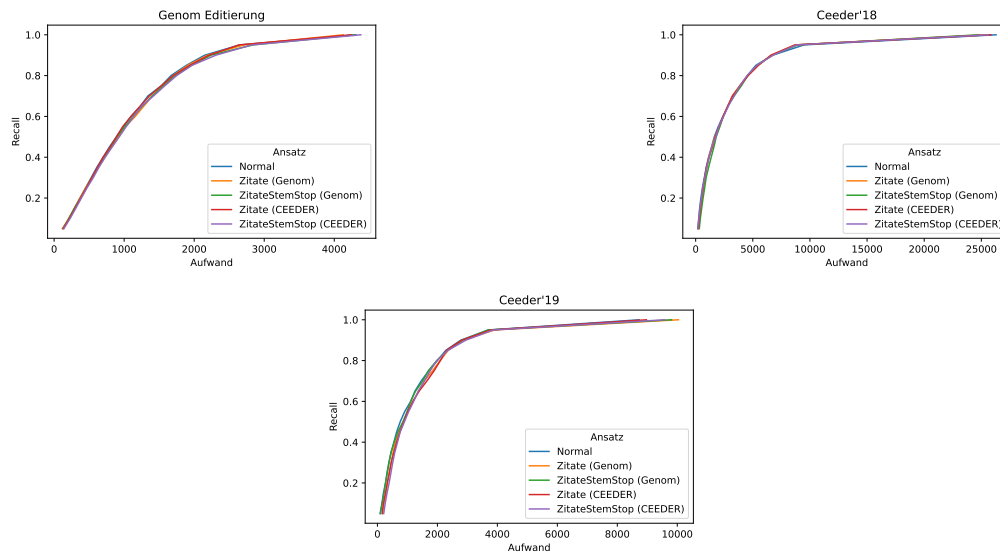 Genom Editierung
1.0
0.8
0.6
0.4
0.2
Recall
Ansatz
Normal
Zitate (Genom)
ZitateStemStop (Genom)
Zitate (CEEDER)
ZitateStemStop (CEEDER)
0 1000 2000 3000 4000
Aufwand
Ceeder'18
1.0
0.8
0.6
0.4
0.2
Recall
Ansatz
Normal
Zitate (Genom)
ZitateStemStop (Genom)
Zitate (CEEDER)
ZitateStemStop (CEEDER)
0 5000 10000 15000 20000 25000
Aufwand
Ceeder'19
1.0
0.8
0.6
0.4
0.2
Recall
Ansatz
Normal
Zitate (Genom)
ZitateStemStop (Genom)
Zitate (CEEDER)
ZitateStemStop (CEEDER)
0 2000 4000 6000 8000 10000
Aufwand